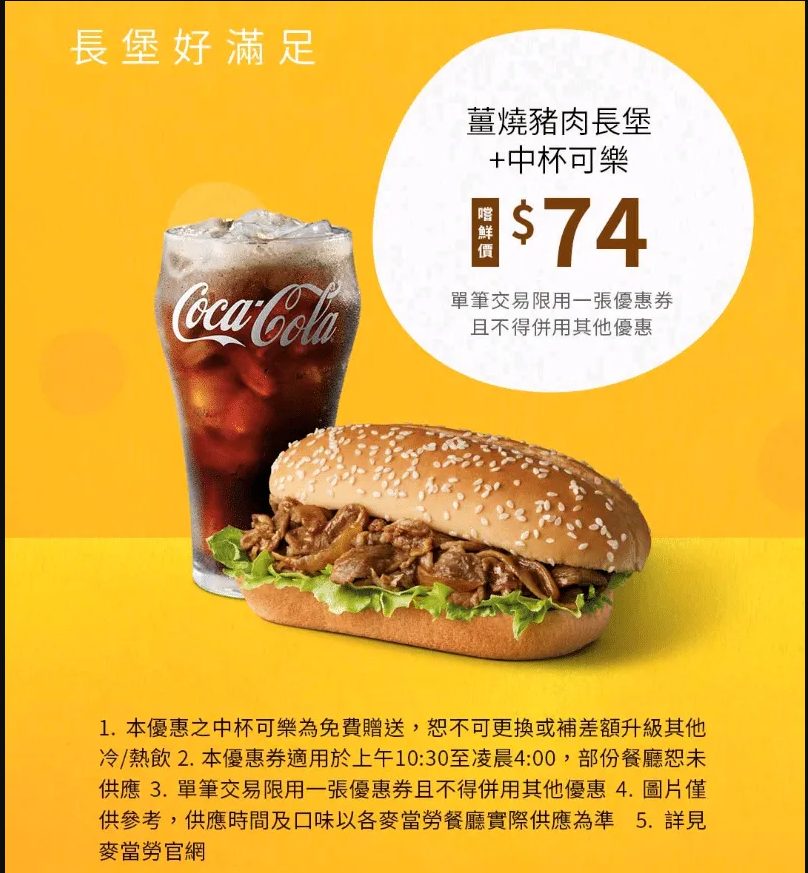 長堡好滿足
薑燒豬肉長堡
+中杯可樂
嚐鮮價 $74
單筆交易限用一張優惠券
且不得併用其他優惠
Coca-Cola
1. 本優惠之中杯可樂為免費贈送，恕不可更換或補差額升級其他
冷/熱飲 2. 本優惠券適用於上午10:30至凌晨4:00，部份餐廳恕未
供應 3. 單筆交易限用一張優惠券且不得併用其他優惠 4. 圖片僅
供參考，供應時間及口味以各麥當勞餐廳實際供應為準 5. 詳見
麥當勞官網